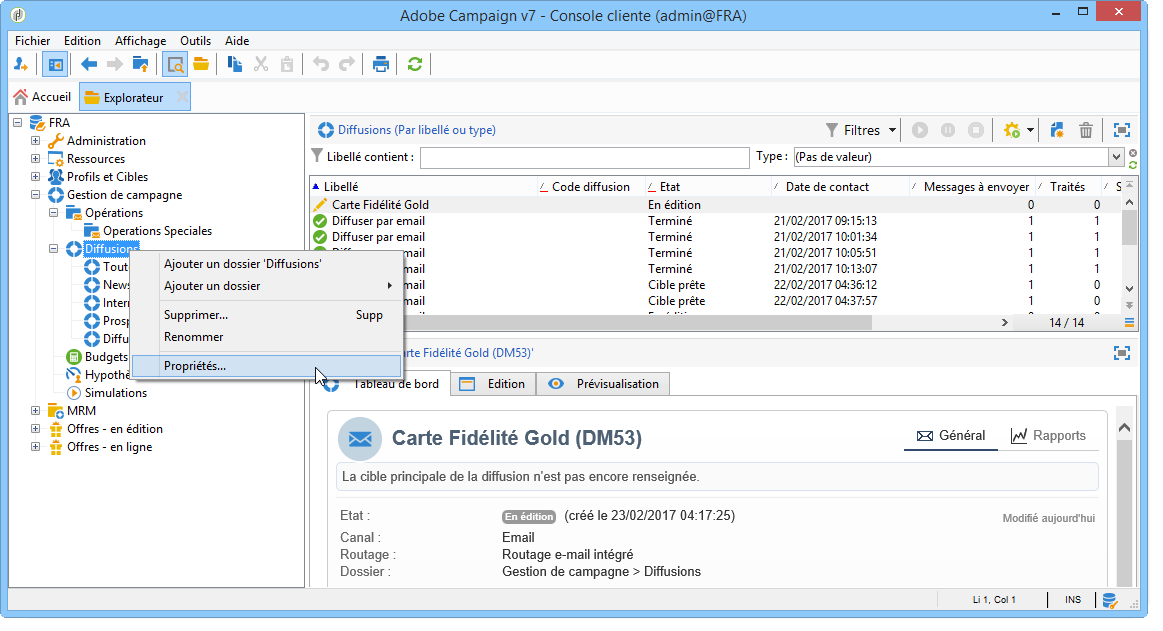 Adobe Campaign v7 - Console cliente (admin@FRA)
Fichier Edition Affichage Outils Aide
Accueil Explorateur
FRA
Administration
Ressources
Profils et Cibles
Gestion de campagne
Opérations
Operations Speciales
Diffusions
Budgets
Simulations
MRM
Offres - en édition
Offres - en ligne
Ajouter un dossier 'Diffusions'
Ajouter un dossier
Supprimer... Supp
Renommer
Propriétés...
Diffusions (Par libellé ou type) Filtres
Libellé contient : Type : (Pas de valeur)
Libellé Code diffusion Etat Date de contact Messages à envoyer Traités S
Carte Fidélité Gold En édition 0 0
Diffuser par email Terminé 21/02/2017 09:15:13 1 1
Diffuser par email Terminé 21/02/2017 10:01:34 1 1
email Terminé 21/02/2017 10:05:51 1 1
email Terminé 21/02/2017 10:13:07 1 1
email Cible prête 22/02/2017 04:36:12 1 0
email Cible prête 22/02/2017 04:37:57 1 0
14 / 14
arte Fidélité Gold (DM53)'
Tableau de bord Edition Prévisualisation
Carte Fidélité Gold (DM53) Général Rapports
La cible principale de la diffusion n'est pas encore renseignée.
Etat : En édition (créé le 23/02/2017 04:17:25) Modifié aujourd'hui
Canal : Email
Routage : Routage e-mail intégré
Dossier : Gestion de campagne > Diffusions
Li 1, Col 1 INS